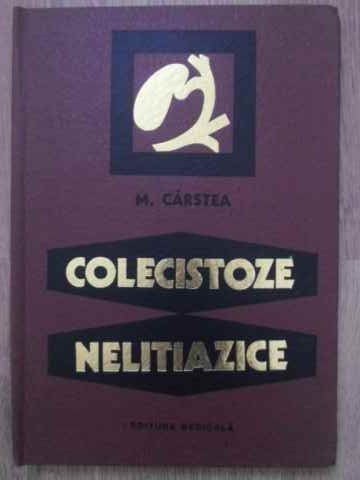 M. CÂRSTEA
COLECISTOZE
NELITIAZICE
EDITURA MEDICALĂ